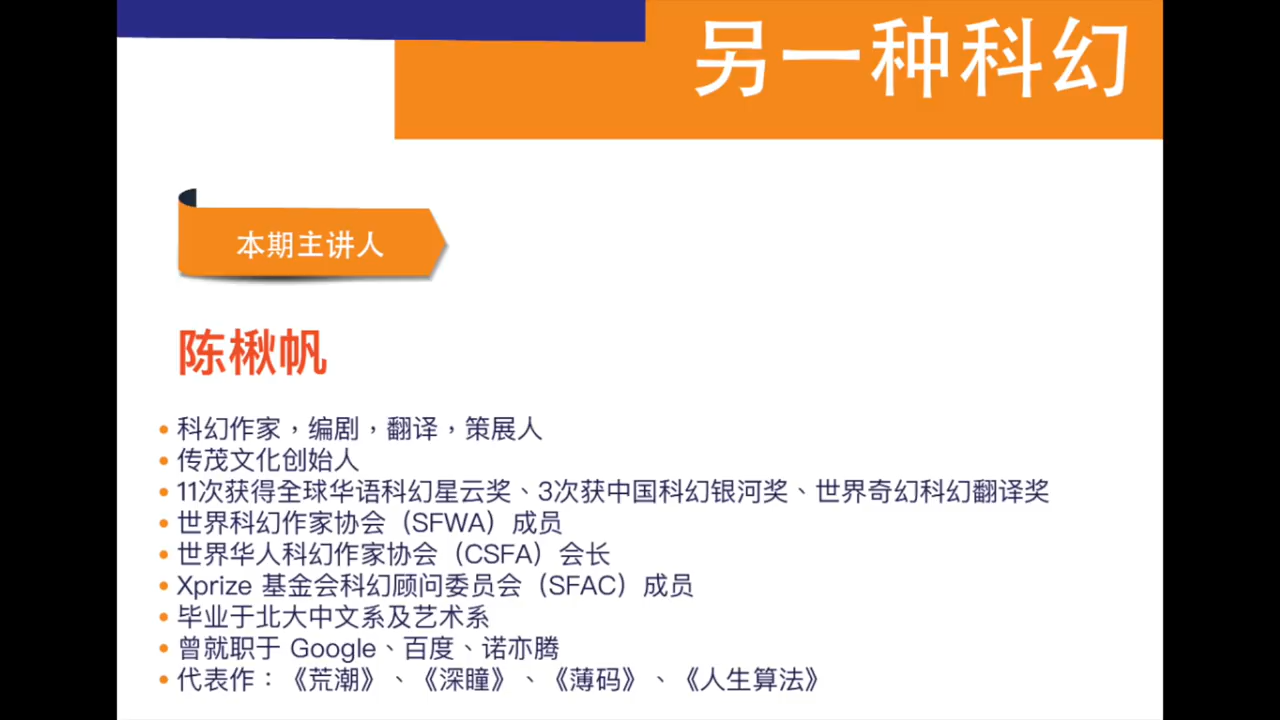 另一种科幻
本期主讲人
陈楸帆
• 科幻作家，编剧，翻译，策展人
• 传茂文化创始人
• 11次获得全球华语科幻星云奖、3次获中国科幻银河奖、世界奇幻科幻翻译奖
• 世界科幻作家协会（SFWA）成员
• 世界华人科幻作家协会（CSFA）会长
• Xprize 基金会科幻顾问委员会（SFAC）成员
• 毕业于北大中文系及艺术系
• 曾就职于 Google、百度、诺亦腾
• 代表作：《荒潮》、《深瞳》、《薄码》、《人生算法》